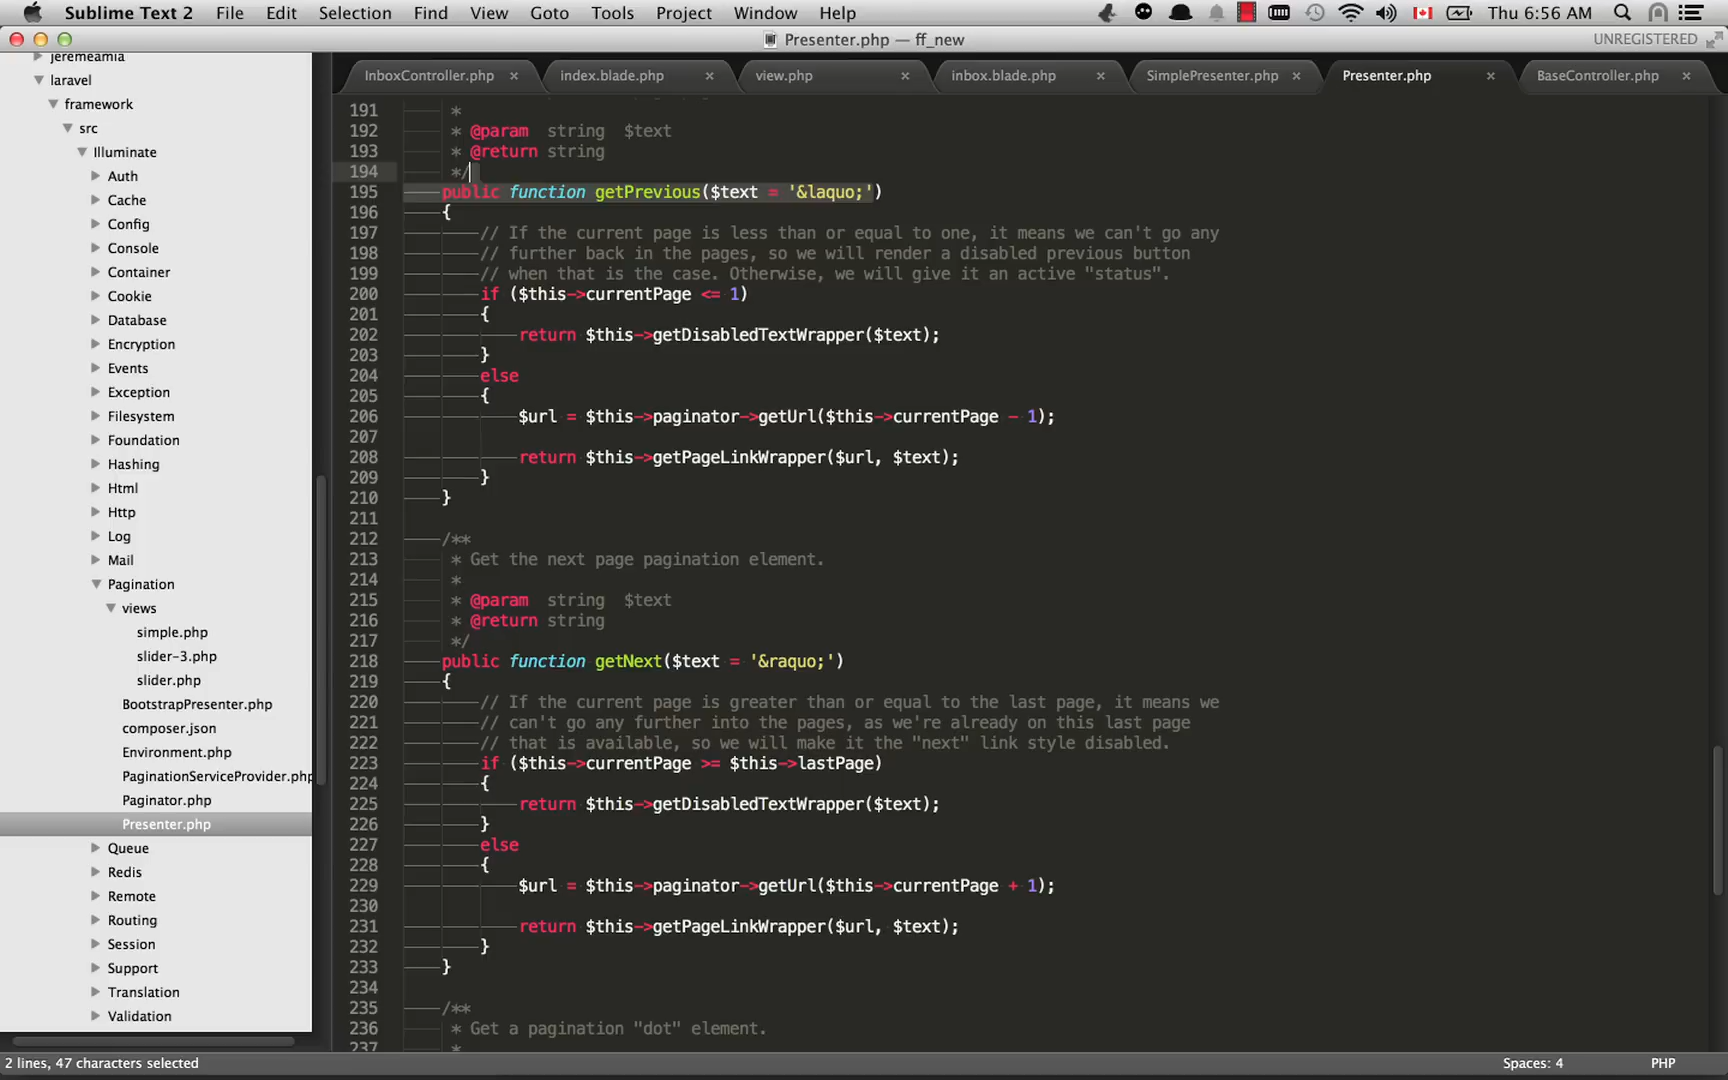 Sublime Text 2 File Edit Selection Find View Goto Tools Project Window Help Thu 6:56 AM
Presenter.php — ff_new UNREGISTERED
InboxController.php × index.blade.php × view.php × inbox.blade.php × SimplePresenter.php × Presenter.php × BaseController.php ×
jeremeamia
laravel
framework
src
Illuminate
Auth
Cache
Config
Console
Container
Cookie
Database
Encryption
Events
Exception
Filesystem
Foundation
Hashing
Html
Http
Log
Mail
Pagination
views
simple.php
slider-3.php
slider.php
BootstrapPresenter.php
composer.json
Environment.php
PaginationServiceProvider.php
Paginator.php
Presenter.php
Queue
Redis
Remote
Routing
Session
Support
Translation
Validation
191 *
192 * @param string $text
193 * @return string
194 */
195 public function getPrevious($text = '&laquo;')
196 {
197 // If the current page is less than or equal to one, it means we can't go any
198 // further back in the pages, so we will render a disabled previous button
199 // when that is the case. Otherwise, we will give it an active "status".
200 if ($this->currentPage <= 1)
201 {
202 return $this->getDisabledTextWrapper($text);
203 }
204 else
205 {
206 $url = $this->paginator->getUrl($this->currentPage - 1);
207
208 return $this->getPageLinkWrapper($url, $text);
209 }
210 }
211
212 /**
213 * Get the next page pagination element.
214 *
215 * @param string $text
216 * @return string
217 */
218 public function getNext($text = '&raquo;')
219 {
220 // If the current page is greater than or equal to the last page, it means we
221 // can't go any further into the pages, as we're already on this last page
222 // that is available, so we will make it the "next" link style disabled.
223 if ($this->currentPage >= $this->lastPage)
224 {
225 return $this->getDisabledTextWrapper($text);
226 }
227 else
228 {
229 $url = $this->paginator->getUrl($this->currentPage + 1);
230
231 return $this->getPageLinkWrapper($url, $text);
232 }
233 }
234
235 /**
236 * Get a pagination "dot" element.
237 *
2 lines, 47 characters selected Spaces: 4 PHP